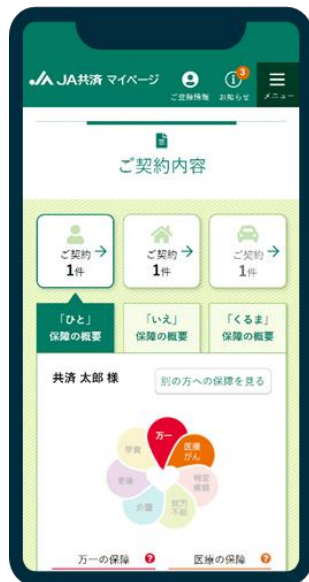 JA共済 マイページ
ご登録情報
3
お知らせ
メニュー
ご契約内容
ご契約
1件
ご契約
1件
ご契約
1件
「ひと」
保障の概要
「いえ」
保障の概要
「くるま」
保障の概要
共済 太郎 様
別の方への保障を見る
万一
医療
がん
特定
疾病
就労
不能
介護
老後
学資
万一の保障 ?
医療の保障 ?